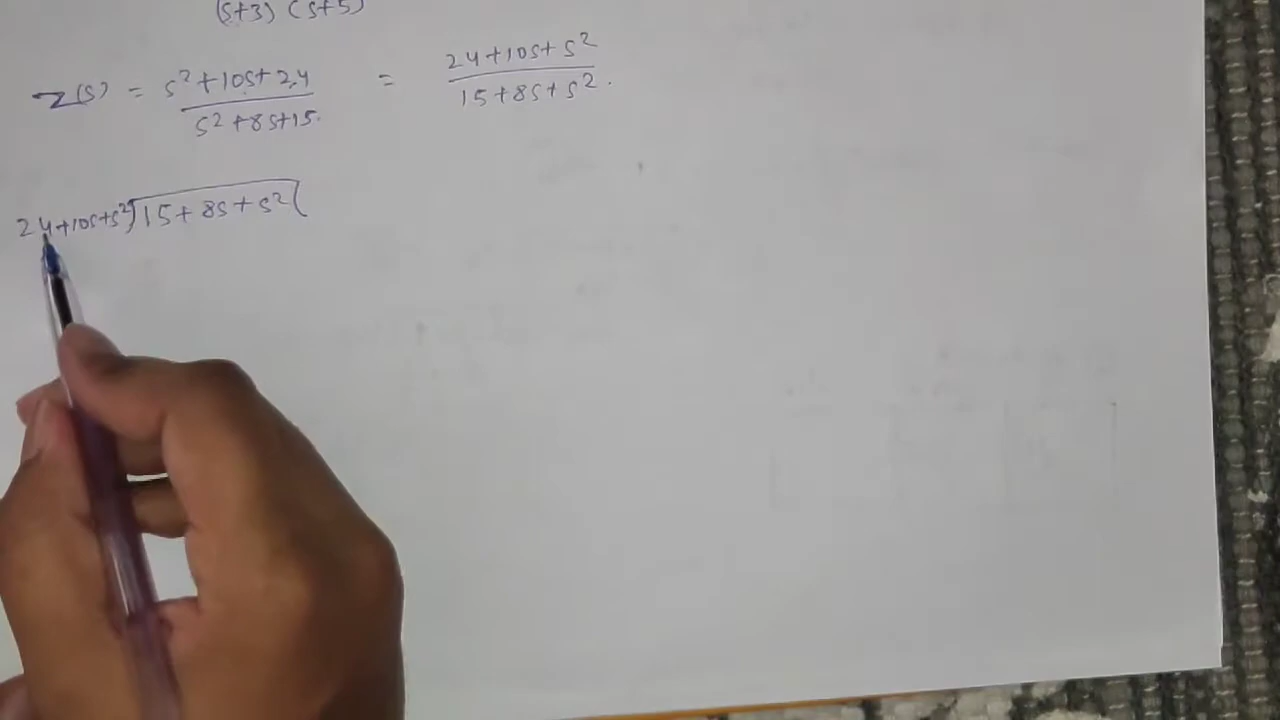 (s+3) (s+5)
Z(s) = s²+10s+24 / s²+8s+15. = 24+10s+s² / 15+8s+s².
24+10s+s²)15+8s+s²(